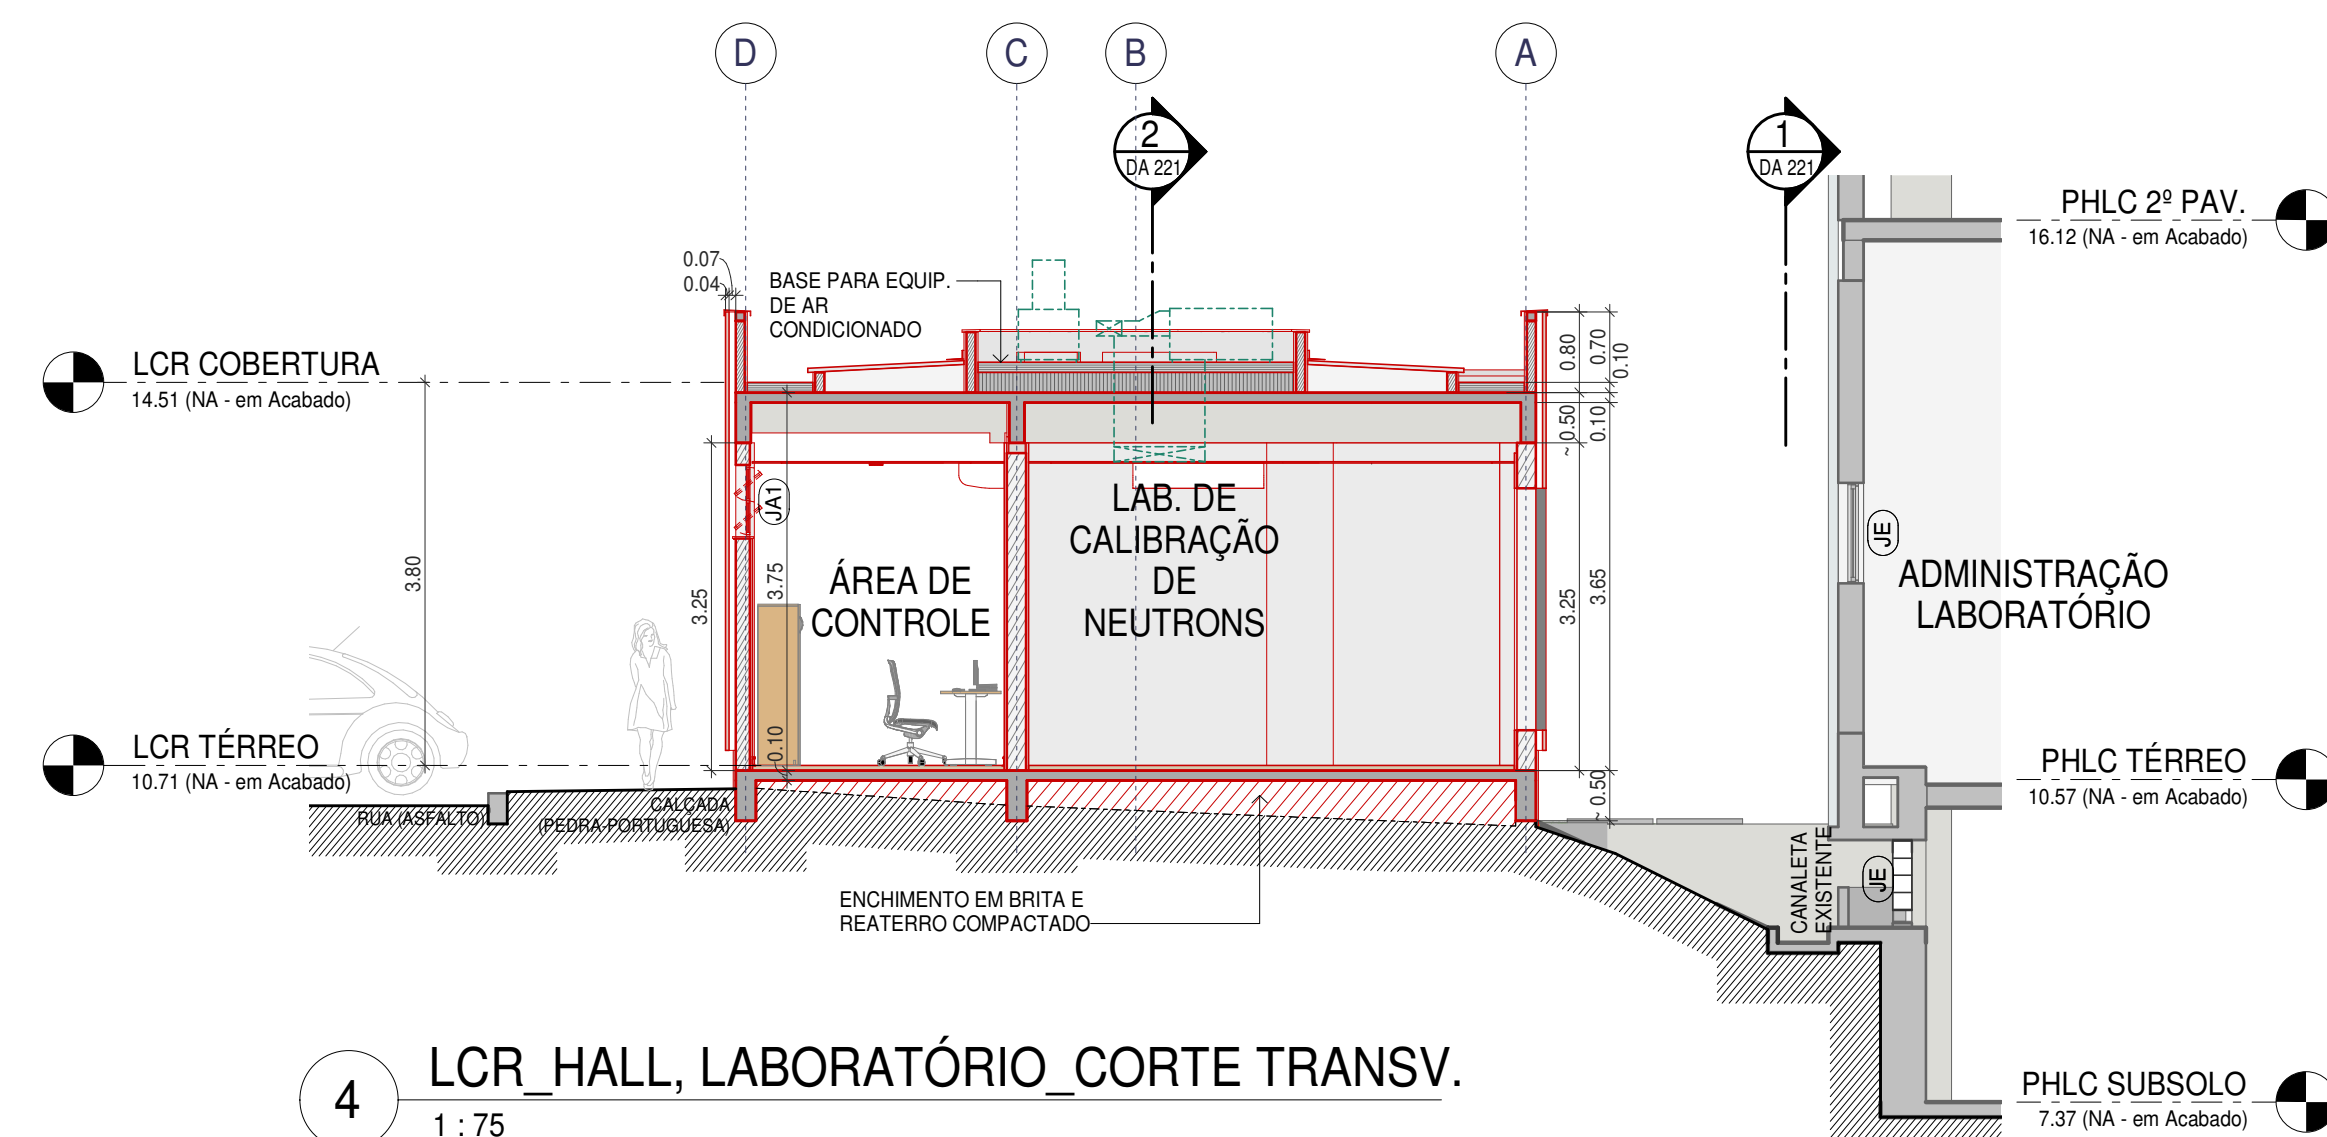 D
C
B
A
2
DA 221
1
DA 221
PHLC 2º PAV.
16.12 (NA - em Acabado)
0.07
0.04
BASE PARA EQUIP.
DE AR
CONDICIONADO
LCR COBERTURA
14.51 (NA - em Acabado)
0.80
0.70
0.10
~ 0.50
0.10
JA1
LAB. DE
CALIBRAÇÃO
DE
NEUTRONS
JE
ADMINISTRAÇÃO
LABORATÓRIO
ÁREA DE
CONTROLE
3.80
3.25
3.75
3.25
3.65
0.10
LCR TÉRREO
10.71 (NA - em Acabado)
PHLC TÉRREO
10.57 (NA - em Acabado)
~ 0.50
RUA (ASFALTO)
CALÇADA
(PEDRA-PORTUGUESA)
CANALETA
EXISTENTE
JE
ENCHIMENTO EM BRITA E
REATERRO COMPACTADO
4
LCR_HALL, LABORATÓRIO_CORTE TRANSV.
1 : 75
PHLC SUBSOLO
7.37 (NA - em Acabado)